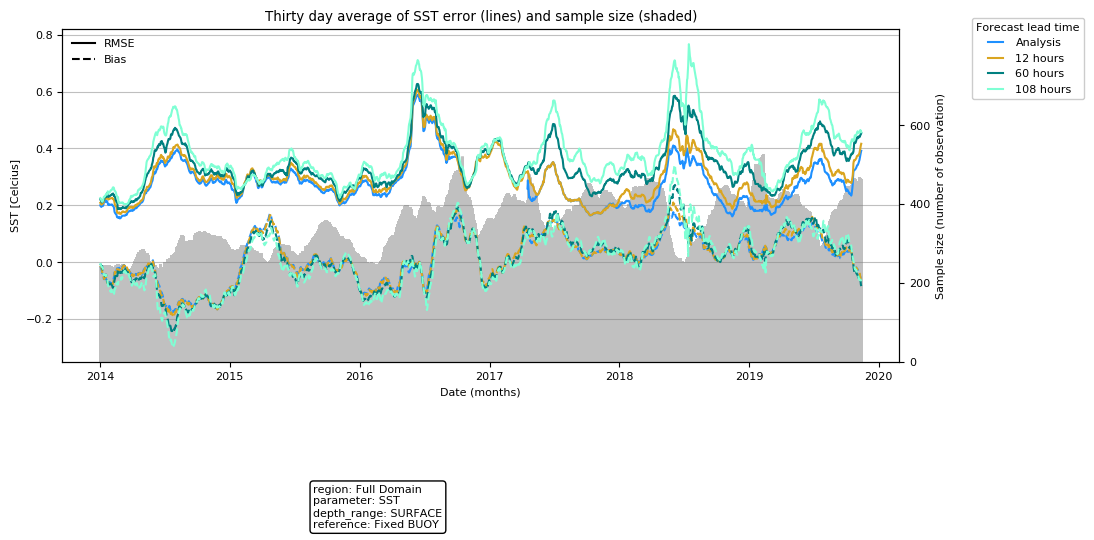 Thirty day average of SST error (lines) and sample size (shaded)
Forecast lead time
Analysis
12 hours
60 hours
108 hours
RMSE
Bias
SST [Celcius]
0.8
0.6
0.4
0.2
0.0
−0.2
Sample size (number of observation)
600
400
200
0
2014
2015
2016
2017
2018
2019
2020
Date (months)
region: Full Domain
parameter: SST
depth_range: SURFACE
reference: Fixed BUOY